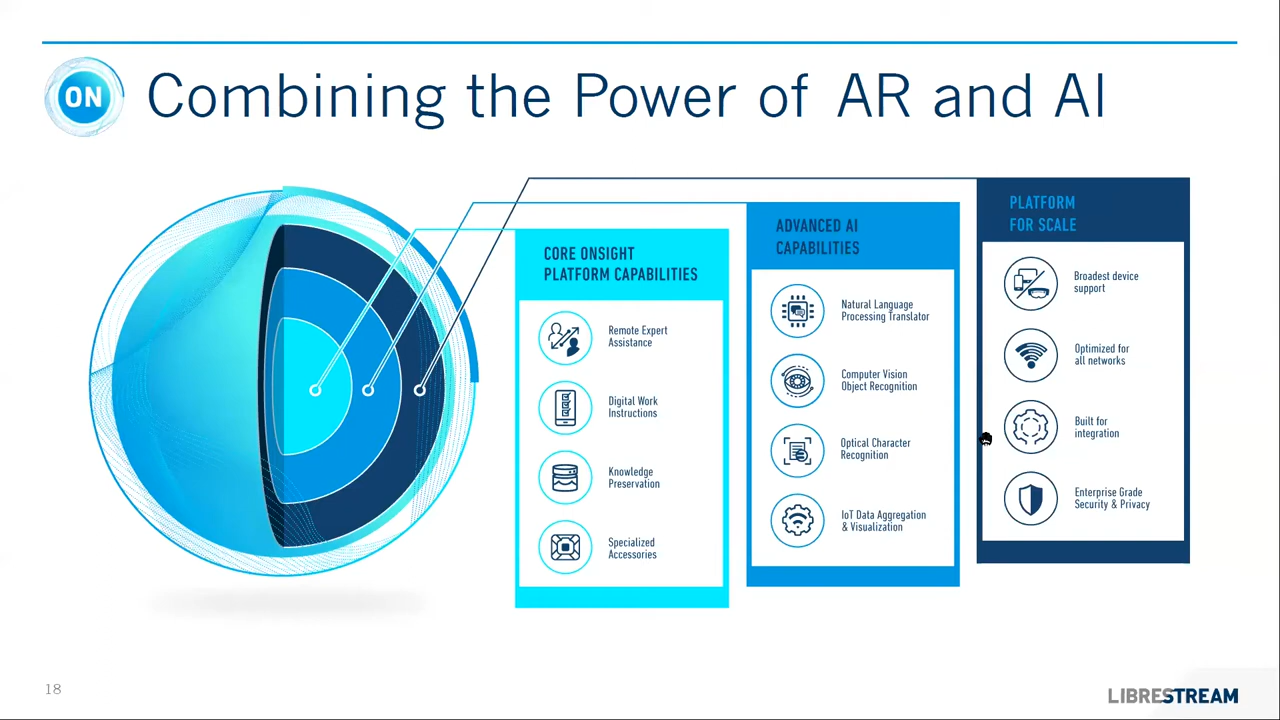 ON
Combining the Power of AR and AI
CORE ONSIGHT
PLATFORM CAPABILITIES
Remote Expert
Assistance
Digital Work
Instructions
Knowledge
Preservation
Specialized
Accessories
ADVANCED AI
CAPABILITIES
Natural Language
Processing Translator
Computer Vision
Object Recognition
Optical Character
Recognition
IoT Data Aggregation
& Visualization
PLATFORM
FOR SCALE
Broadest device
support
Optimized for
all networks
Built for
integration
Enterprise Grade
Security & Privacy
18
LIBRESTREAM